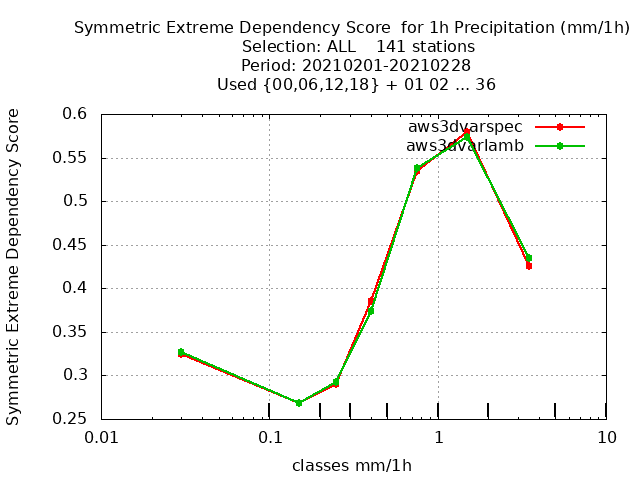 Symmetric Extreme Dependency Score  for 1h Precipitation (mm/1h)
Selection: ALL    141 stations
Period: 20210201-20210228
Used {00,06,12,18} + 01 02 ... 36
Symmetric Extreme Dependency Score
0.6
0.55
0.5
0.45
0.4
0.35
0.3
0.25
aws3dvarspec
aws3dvarlamb
0.01 0.1 1 10
classes mm/1h